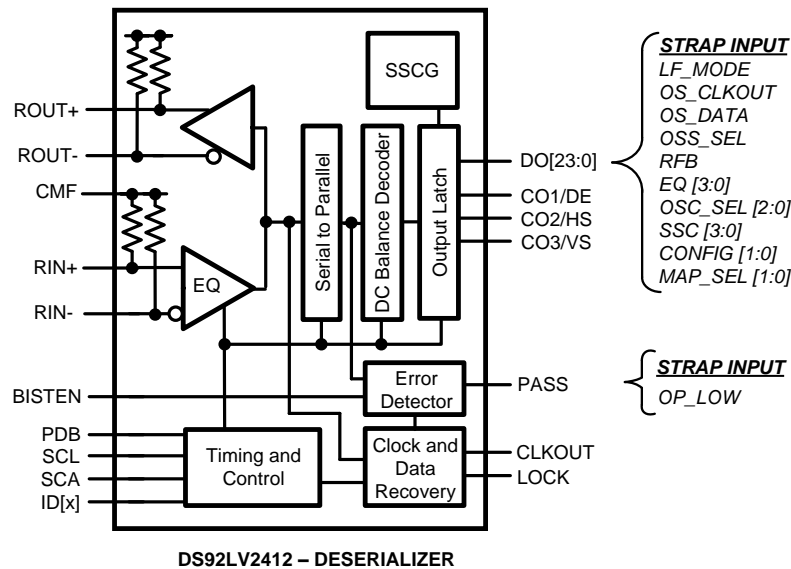 ROUT+
ROUT-
CMF
RIN+
RIN-
BISTEN
PDB
SCL
SCA
ID[x]
EQ
SSCG
Serial to Parallel
DC Balance Decoder
Output Latch
Error
Detector
Timing and
Control
Clock and
Data
Recovery
DO[23:0]
CO1/DE
CO2/HS
CO3/VS
PASS
CLKOUT
LOCK
STRAP INPUT
LF_MODE
OS_CLKOUT
OS_DATA
OSS_SEL
RFB
EQ [3:0]
OSC_SEL [2:0]
SSC [3:0]
CONFIG [1:0]
MAP_SEL [1:0]
STRAP INPUT
OP_LOW
DS92LV2412 – DESERIALIZER